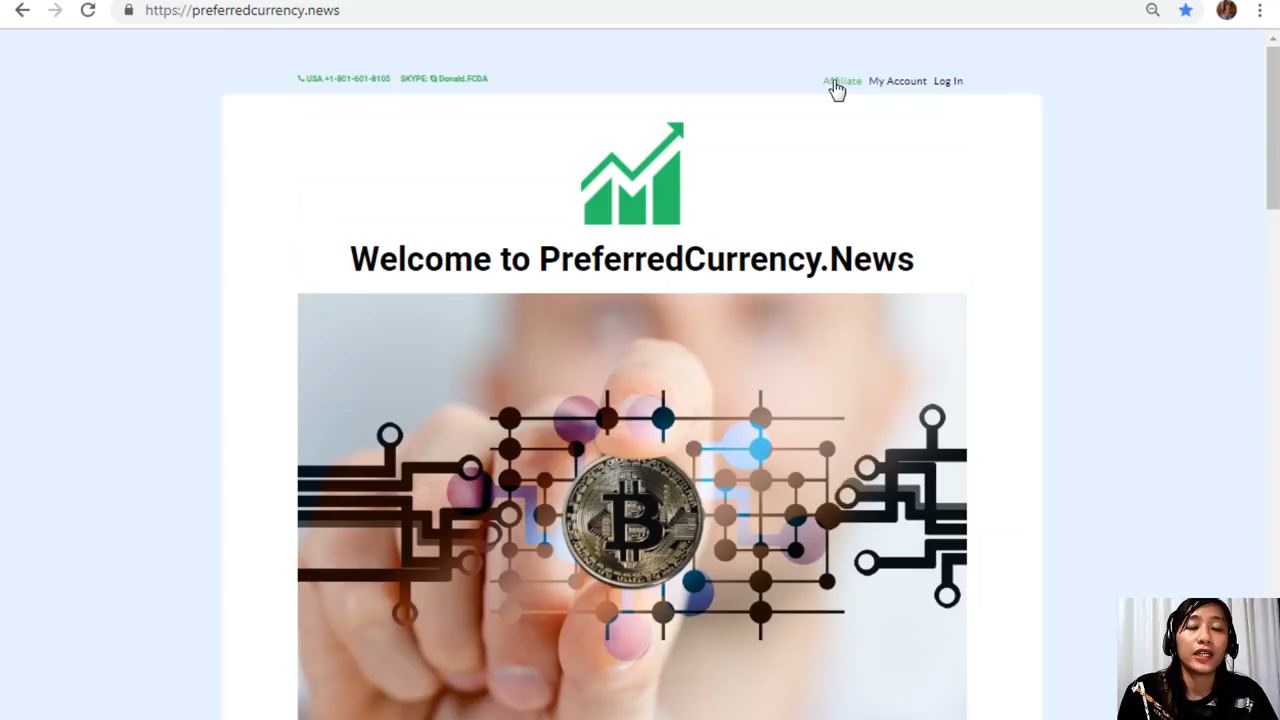 https://preferredcurrency.news
USA +1-801-601-8105 SKYPE: Donald.FCDA
Affiliate My Account Log In
Welcome to PreferredCurrency.News